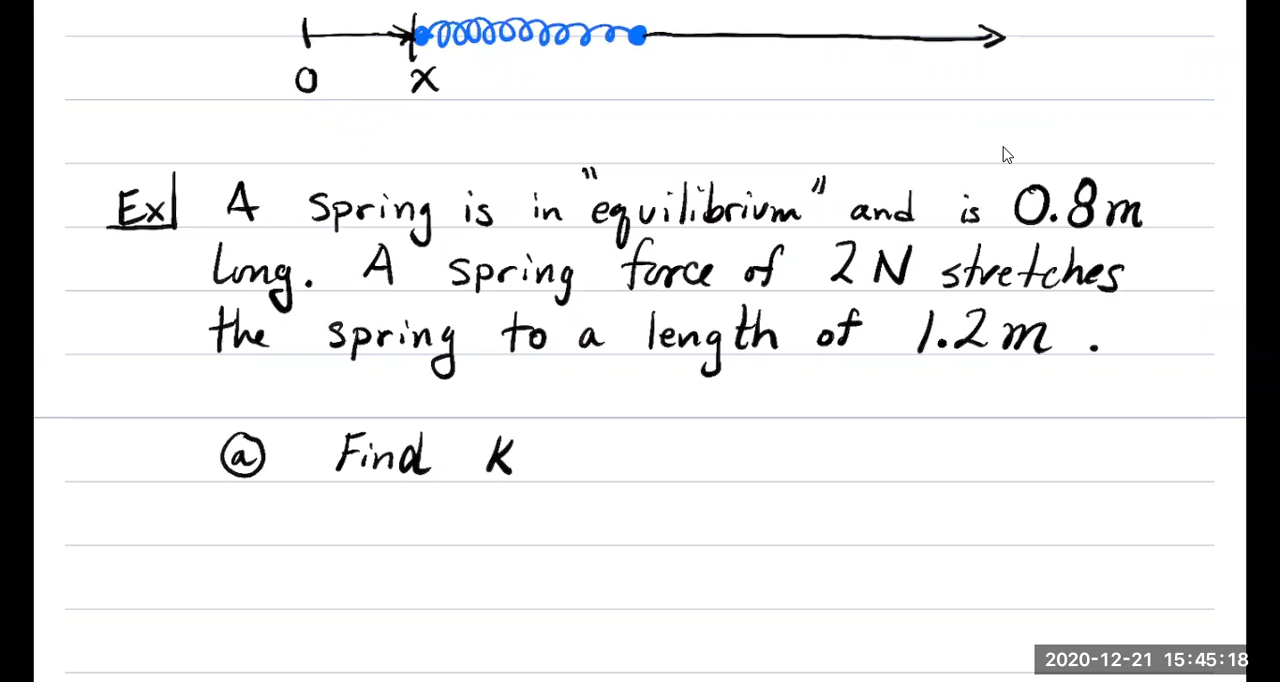 0 x
Ex| A spring is in "equilibrium" and is 0.8m
long. A spring force of 2N stretches
the spring to a length of 1.2m.
ⓐ Find K
2020-12-21 15:45:18